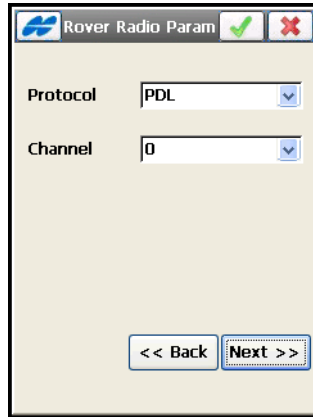 Rover Radio Param
Protocol PDL
Channel 0
<< Back Next >>